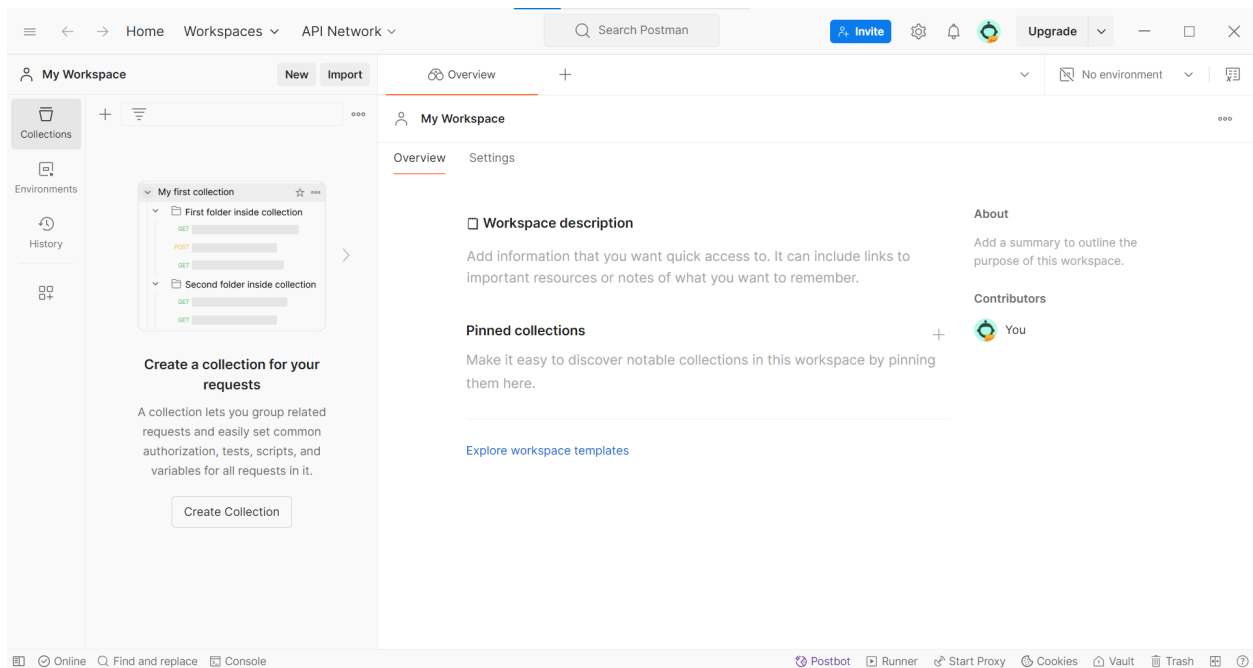 Home Workspaces API Network Search Postman Invite Upgrade
My Workspace New Import Overview No environment
Collections
Environments
History
My first collection
First folder inside collection
GET
POST
GET
Second folder inside collection
GET
GET
Create a collection for your
requests
A collection lets you group related
requests and easily set common
authorization, tests, scripts, and
variables for all requests in it.
Create Collection
My Workspace
Overview Settings
Workspace description
Add information that you want quick access to. It can include links to
important resources or notes of what you want to remember.
Pinned collections
Make it easy to discover notable collections in this workspace by pinning
them here.
Explore workspace templates
About
Add a summary to outline the
purpose of this workspace.
Contributors
You
Online Find and replace Console Postbot Runner Start Proxy Cookies Vault Trash